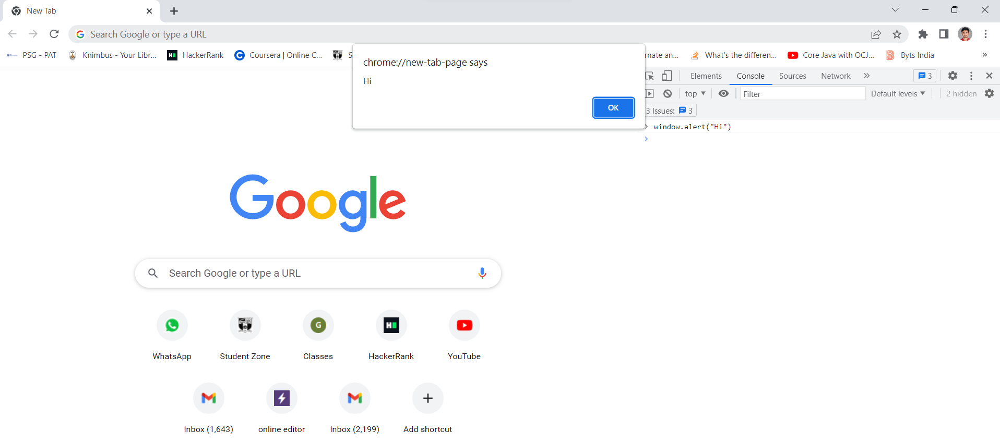 New Tab
Search Google or type a URL
PSG - PAT
Knimbus - Your Libr...
HackerRank
Coursera | Online C...
S
rnate an...
What's the differen...
Core Java with OCJ...
Byts India
»
chrome://new-tab-page says
Hi
OK
Elements
Console
Sources
Network
»
3
top
Filter
Default levels
2 hidden
3 Issues:
3
window.alert("Hi")
Google
Search Google or type a URL
G
H
WhatsApp
Student Zone
Classes
HackerRank
YouTube
Inbox (1,643)
online editor
Inbox (2,199)
Add shortcut